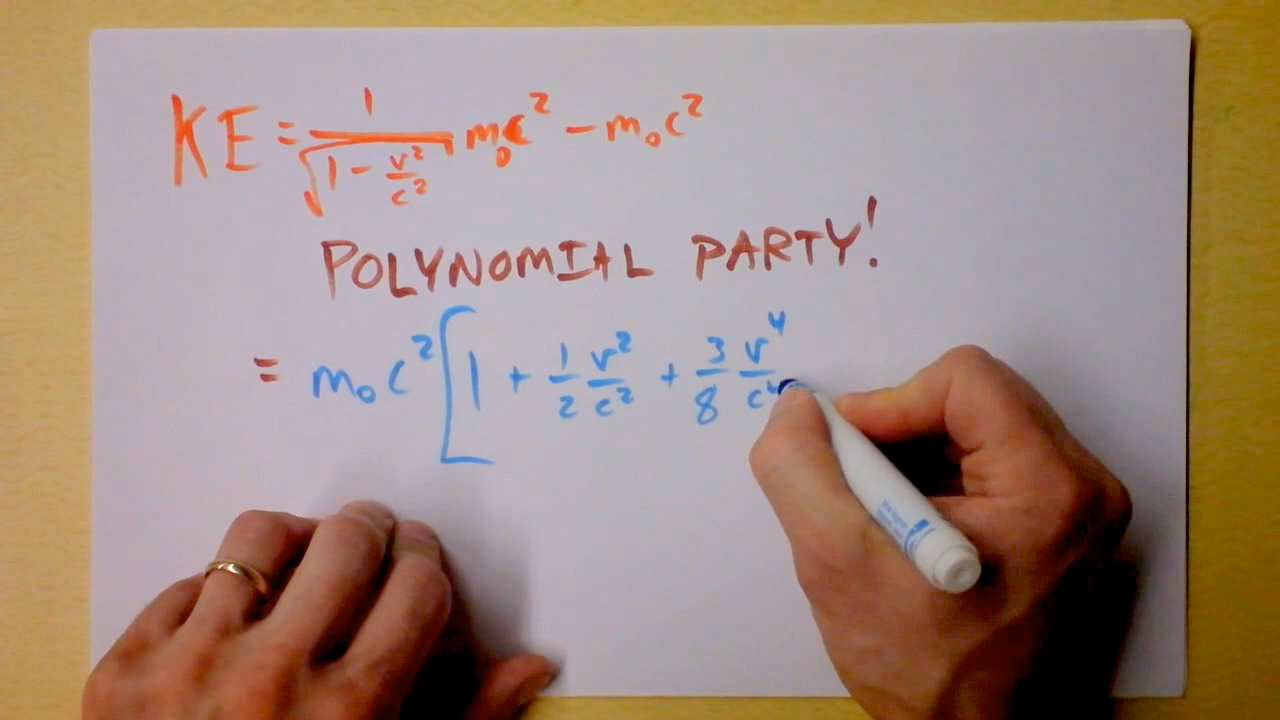 KE = 1/√(1 - v²/c²) m₀c² - m₀c²
POLYNOMIAL PARTY!
= m₀c² [1 + 1/2 v²/c² + 3/8 v⁴/c⁴